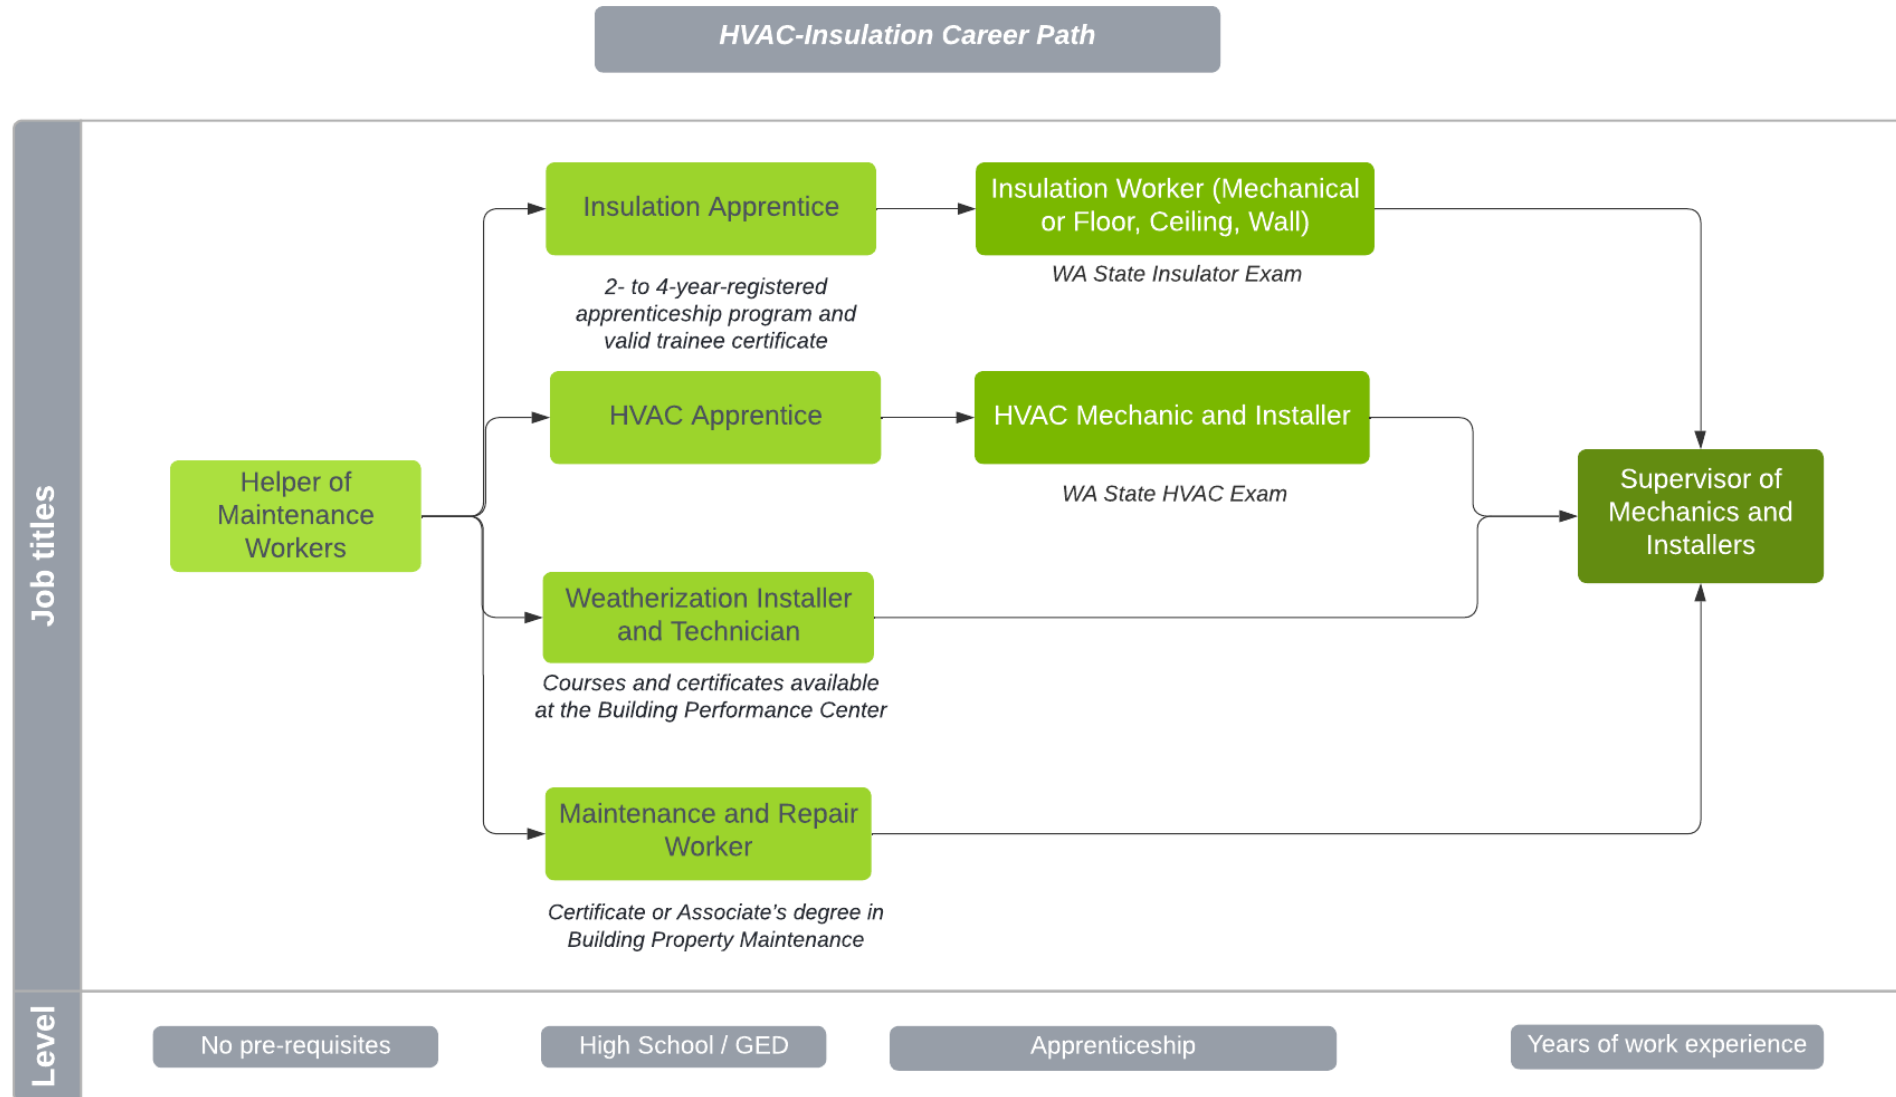 HVAC-Insulation Career Path
Job titles
Insulation Apprentice
2- to 4-year-registered
apprenticeship program and
valid trainee certificate
Insulation Worker (Mechanical
or Floor, Ceiling, Wall)
WA State Insulator Exam
HVAC Apprentice
HVAC Mechanic and Installer
WA State HVAC Exam
Helper of
Maintenance
Workers
Supervisor of
Mechanics and
Installers
Weatherization Installer
and Technician
Courses and certificates available
at the Building Performance Center
Maintenance and Repair
Worker
Certificate or Associate's degree in
Building Property Maintenance
Level
No pre-requisites
High School / GED
Apprenticeship
Years of work experience